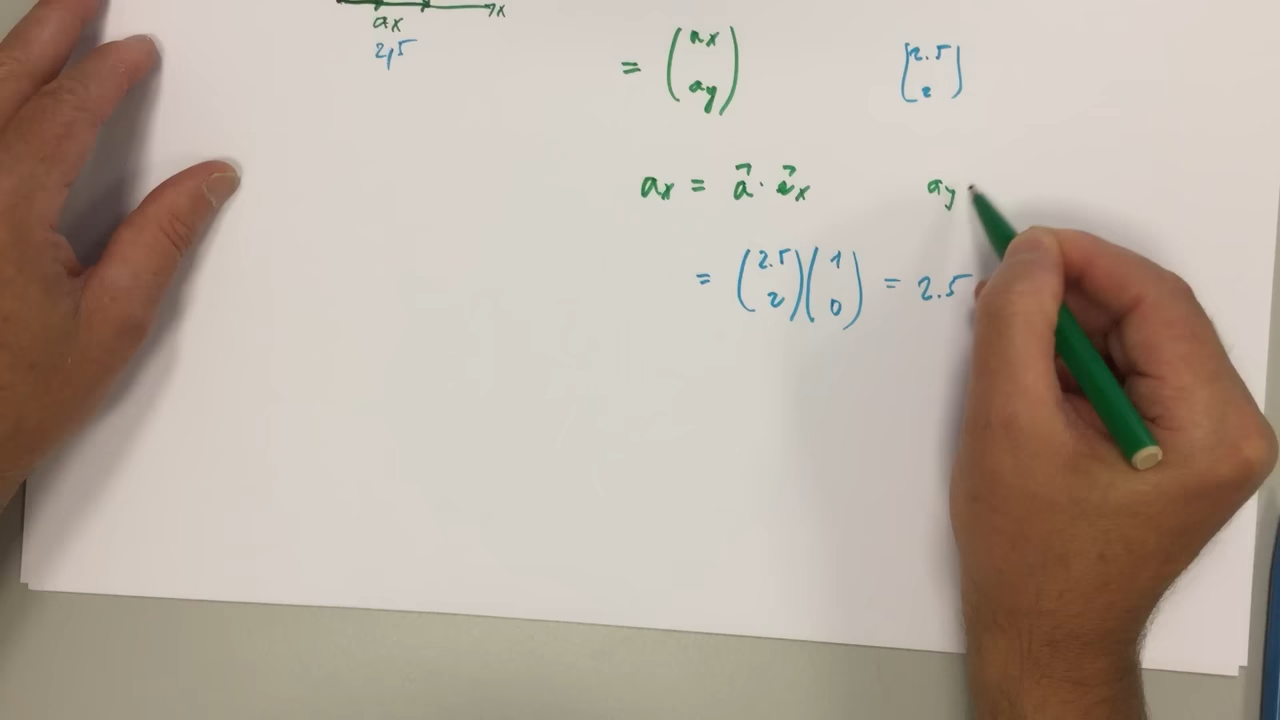 x
ax
2,5
= (ax ay) [2.5 2]
ax = a⃗ · e⃗x ay
= (2.5 2)(1 0) = 2.5